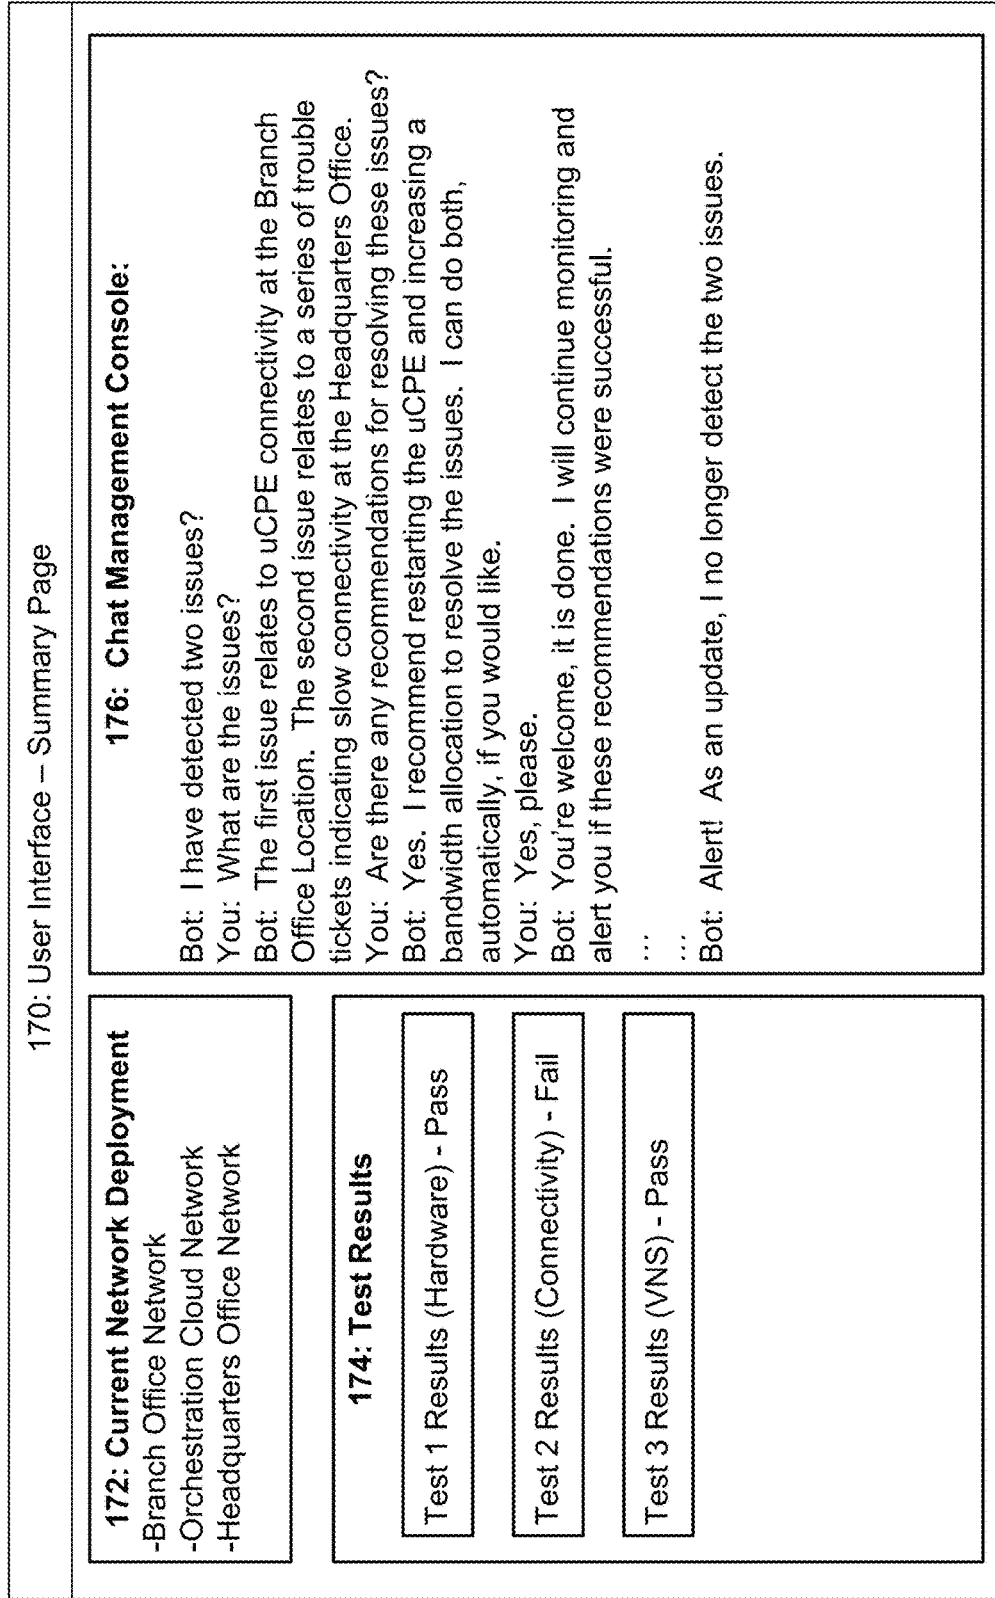 170: User Interface – Summary Page
172: Current Network Deployment
-Branch Office Network
-Orchestration Cloud Network
-Headquarters Office Network
174: Test Results
Test 1 Results (Hardware) - Pass
Test 2 Results (Connectivity) - Fail
Test 3 Results (VNS) - Pass
176: Chat Management Console:
Bot: I have detected two issues?
You: What are the issues?
Bot: The first issue relates to uCPE connectivity at the Branch
Office Location. The second issue relates to a series of trouble
tickets indicating slow connectivity at the Headquarters Office.
You: Are there any recommendations for resolving these issues?
Bot: Yes. I recommend restarting the uCPE and increasing a
bandwidth allocation to resolve the issues. I can do both,
automatically, if you would like.
You: Yes, please.
Bot: You're welcome, it is done. I will continue monitoring and
alert you if these recommendations were successful.
...
...
Bot: Alert! As an update, I no longer detect the two issues.